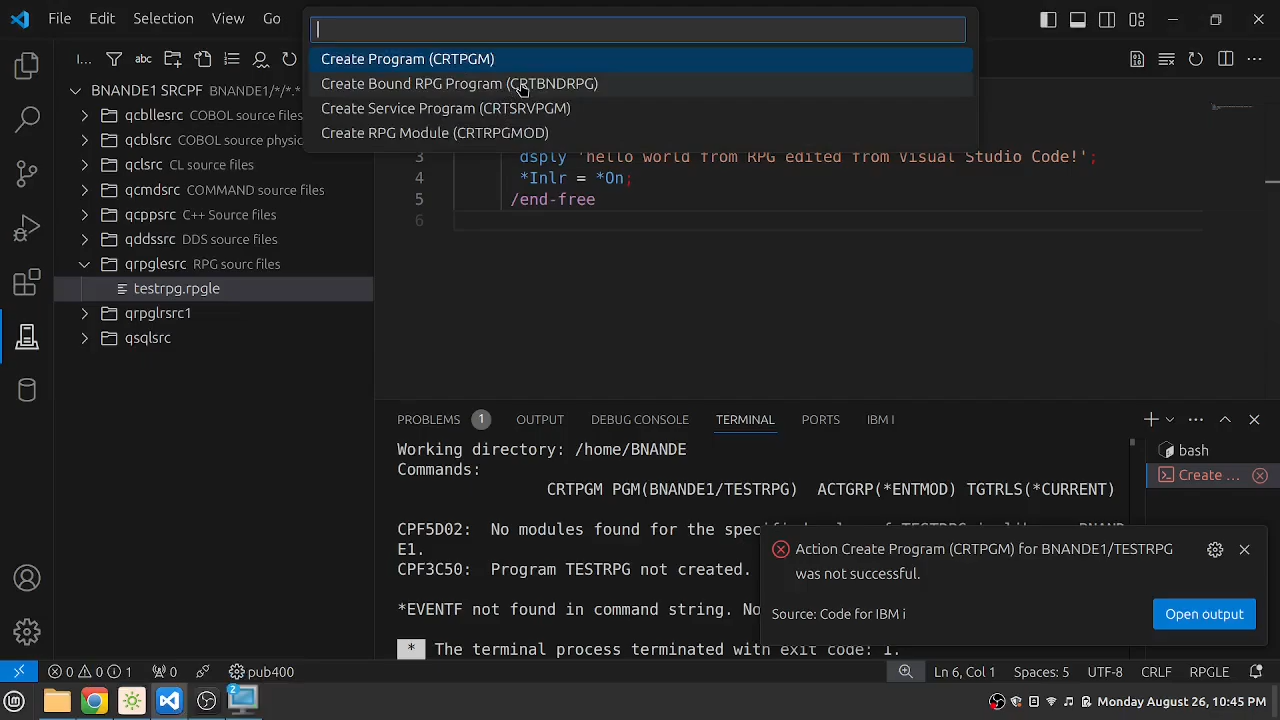 File Edit Selection View Go
Create Program (CRTPGM)
Create Bound RPG Program (CRTBNDRPG)
Create Service Program (CRTSRVPGM)
Create RPG Module (CRTRPGMOD)
I...
abc
BNANDE1 SRCPF BNANDE1/*/*.*
qcbllesrc COBOL source files
qcblsrc COBOL source physic
qclsrc CL source files
qcmdsrc COMMAND source files
qcppsrc C++ Source files
qddssrc DDS source files
qrpglesrc RPG sourc files
testrpg.rpgle
qrpglrsrc1
qsqlsrc
3 dsply 'hello world from RPG edited from Visual Studio Code!';
4 *Inlr = *On;
5 /end-free
6
PROBLEMS 1 OUTPUT DEBUG CONSOLE TERMINAL PORTS IBM I
Working directory: /home/BNANDE
Commands:
CRTPGM PGM(BNANDE1/TESTRPG) ACTGRP(*ENTMOD) TGTRLS(*CURRENT)
CPF5D02: No modules found for the
E1.
CPF3C50: Program TESTRPG not created.
*EVENTF not found in command string. No
* The terminal process terminated with exit code: 1.
bash
Create ...
Action Create Program (CRTPGM) for BNANDE1/TESTRPG
was not successful.
Source: Code for IBM i
Open output
0 0 1 0 pub400 Ln 6, Col 1 Spaces: 5 UTF-8 CRLF RPGLE
2
Monday August 26, 10:45 PM